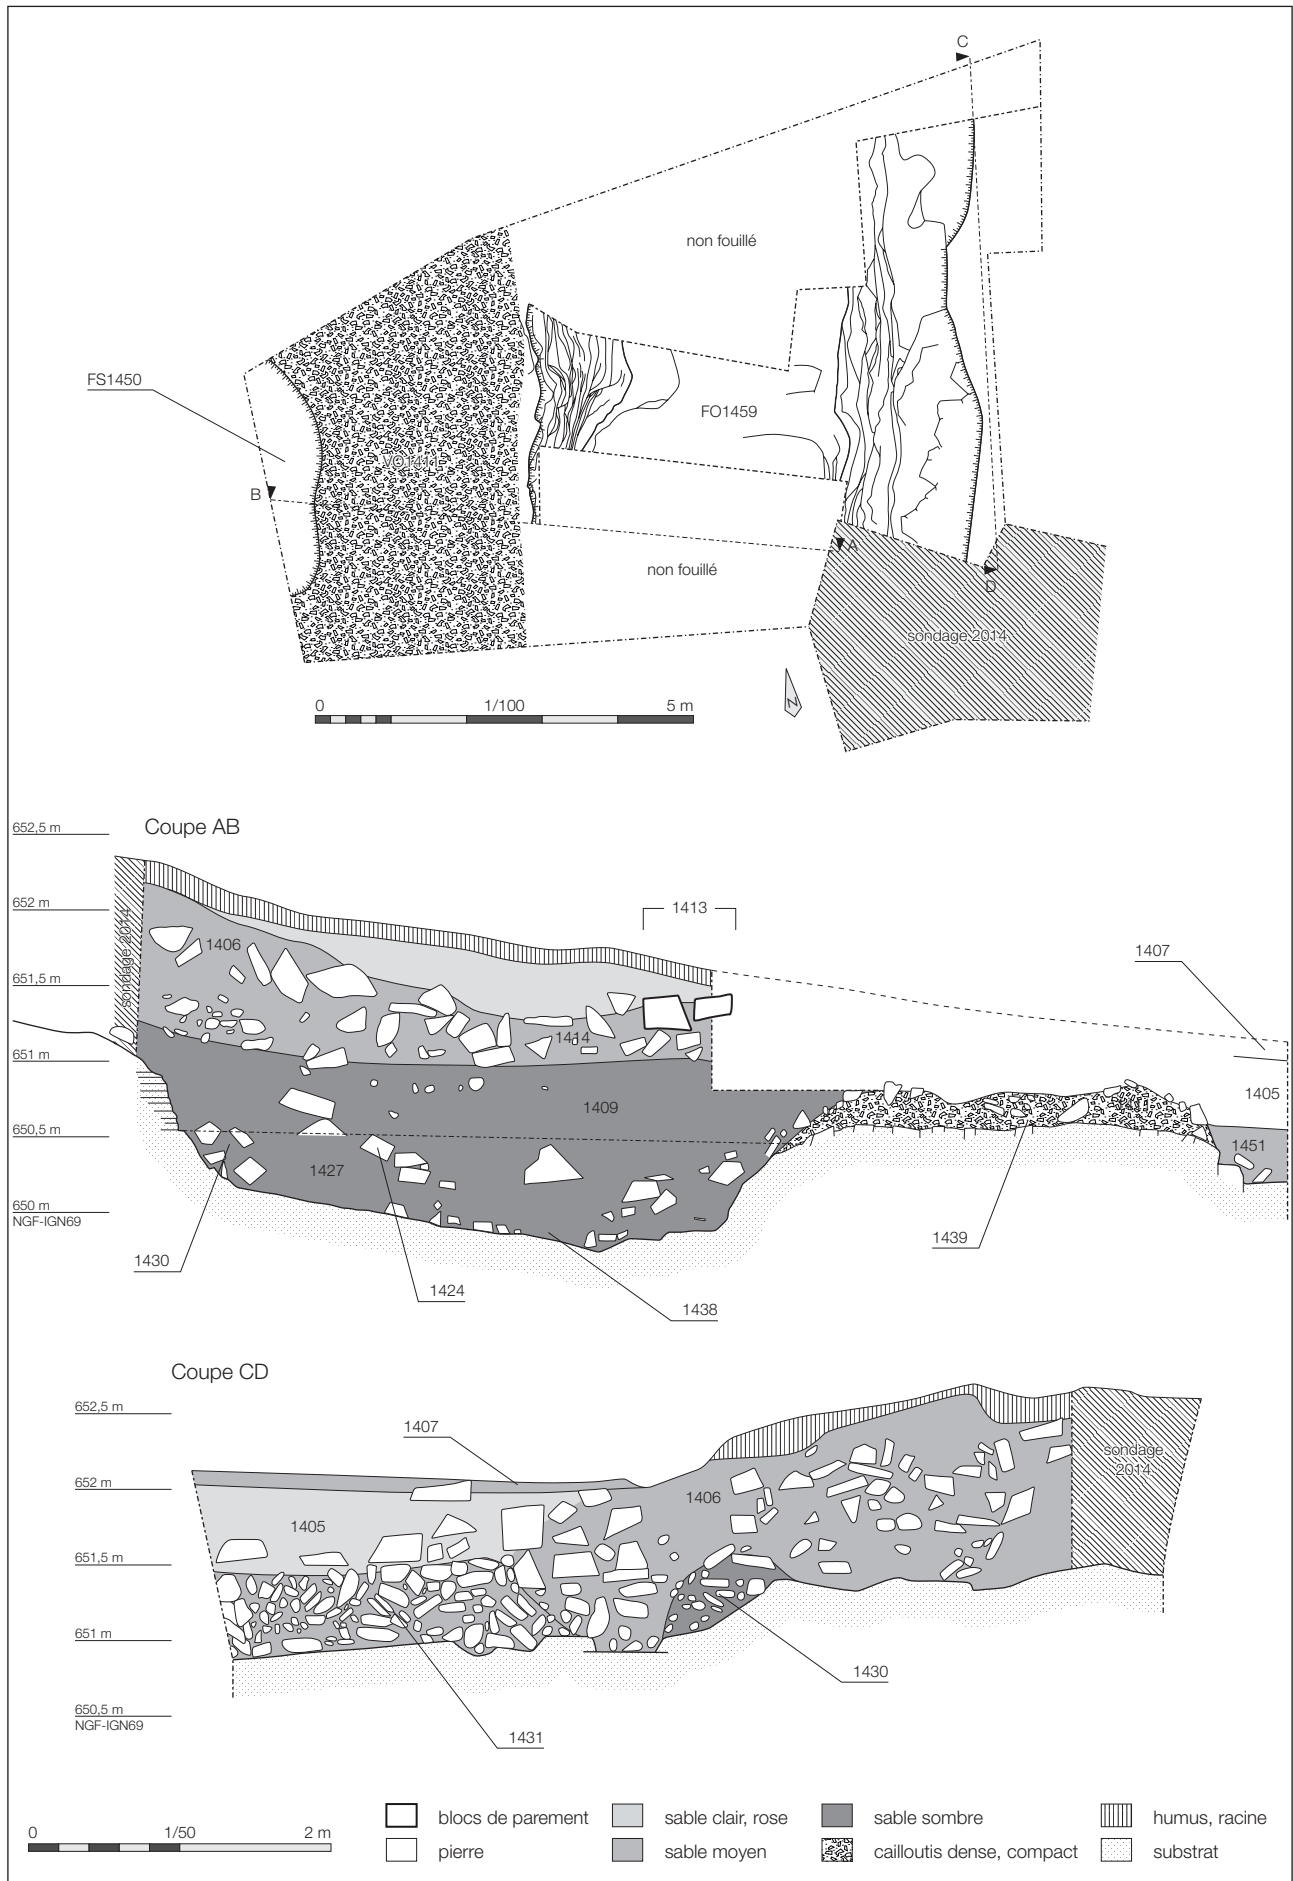 C
non fouillé
FS1450
FO1459
B
A
non fouillé
D
sondage 2014
N
0 1/100 5 m
652,5 m
Coupe AB
652 m
1413
sondage 2014
1406
1407
651,5 m
1414
651 m
1409
1405
650,5 m
1427
1451
650 m
NGF-IGN69
1430
1439
1424
1438
Coupe CD
652,5 m
1407
sondage
2014
652 m
1406
1405
651,5 m
651 m
1430
650,5 m
NGF-IGN69
1431
0 1/50 2 m
blocs de parement
sable clair, rose
sable sombre
humus, racine
pierre
sable moyen
cailloutis dense, compact
substrat